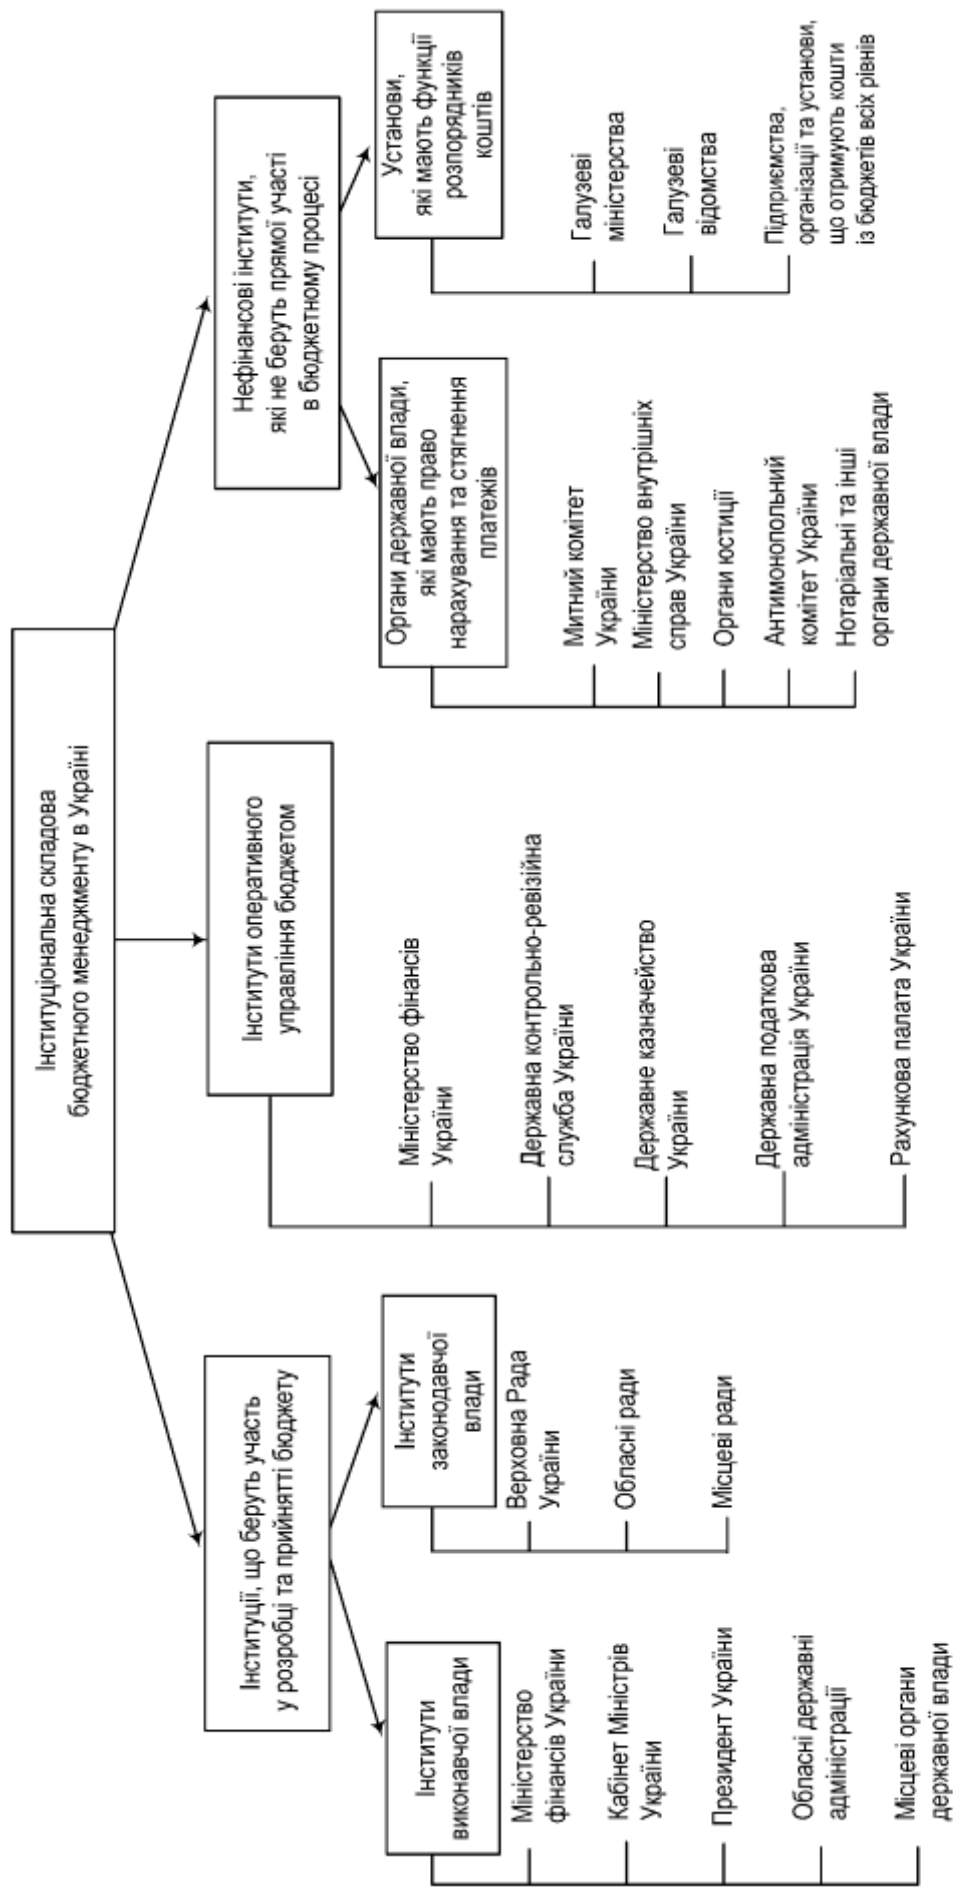 Інституціональна складова
бюджетного менеджменту в Україні
Інституції, що беруть участь
у розробці та прийнятті бюджету
Інститути
виконавчої влади
Міністерство
фінансів України
Кабінет Міністрів
України
Президент України
Обласні державні
адміністрації
Місцеві органи
державної влади
Інститути
законодавчої
влади
Верховна Рада
України
Обласні ради
Місцеві ради
Інститути оперативного
управління бюджетом
Міністерство фінансів
України
Державна контрольно-ревізійна
служба України
Державне казначейство
України
Державна податкова
адміністрація України
Рахункова палата України
Нефінансові інститути,
які не беруть прямої участі
в бюджетному процесі
Органи державної влади,
які мають право
нарахування та стягнення
платежів
Митний комітет
України
Міністерство внутрішніх
справ України
Органи юстиції
Антимонопольний
комітет України
Нотаріальні та інші
органи державної влади
Установи,
які мають функції
розпорядників
коштів
Галузеві
міністерства
Галузеві
відомства
Підприємства,
організації та установи,
що отримують кошти
із бюджетів всіх рівнів